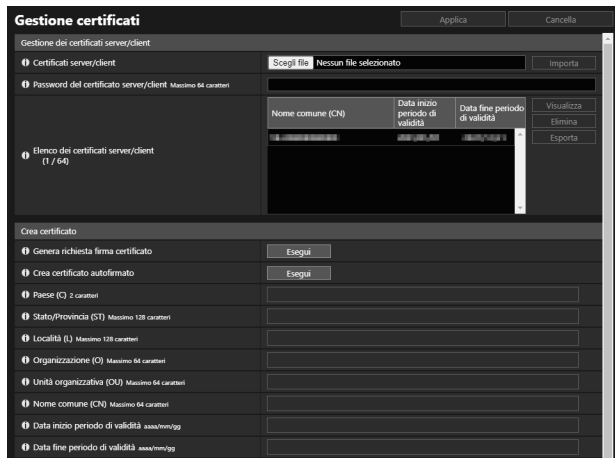 Gestione certificati
Applica
Cancella
Gestione dei certificati server/client
Certificati server/client
Scegli file Nessun file selezionato
Importa
Password del certificato server/client Massimo 64 caratteri
Elenco dei certificati server/client
(1 / 64)
Nome comune (CN)
Data inizio
periodo di
validità
Data fine periodo
di validità
Visualizza
Elimina
Esporta
Crea certificato
Genera richiesta firma certificato
Esegui
Crea certificato autofirmato
Esegui
Paese (C) 2 caratteri
Stato/Provincia (ST) Massimo 128 caratteri
Località (L) Massimo 128 caratteri
Organizzazione (O) Massimo 64 caratteri
Unità organizzativa (OU) Massimo 64 caratteri
Nome comune (CN) Massimo 64 caratteri
Data inizio periodo di validità aaaa/mm/gg
Data fine periodo di validità aaaa/mm/gg